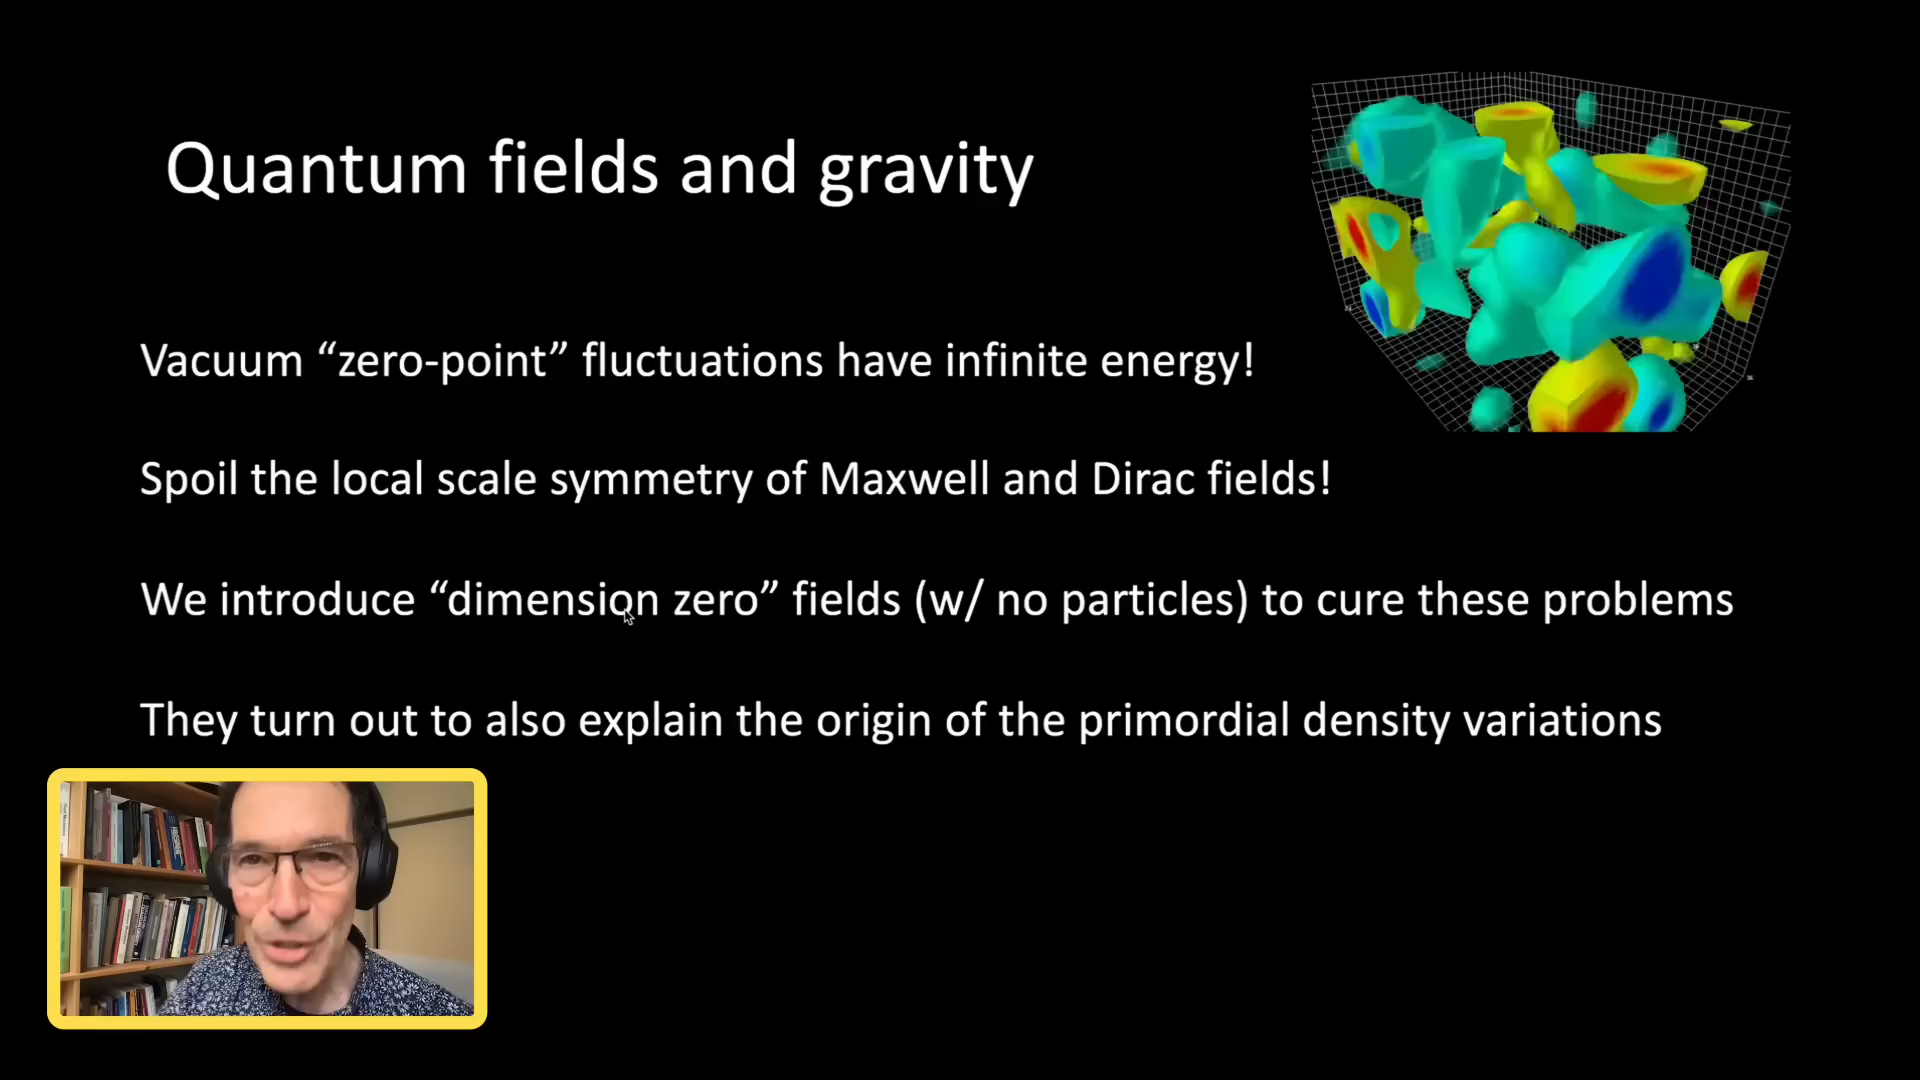 Quantum fields and gravity
Vacuum “zero-point” fluctuations have infinite energy!
Spoil the local scale symmetry of Maxwell and Dirac fields!
We introduce “dimension zero” fields (w/ no particles) to cure these problems
They turn out to also explain the origin of the primordial density variations